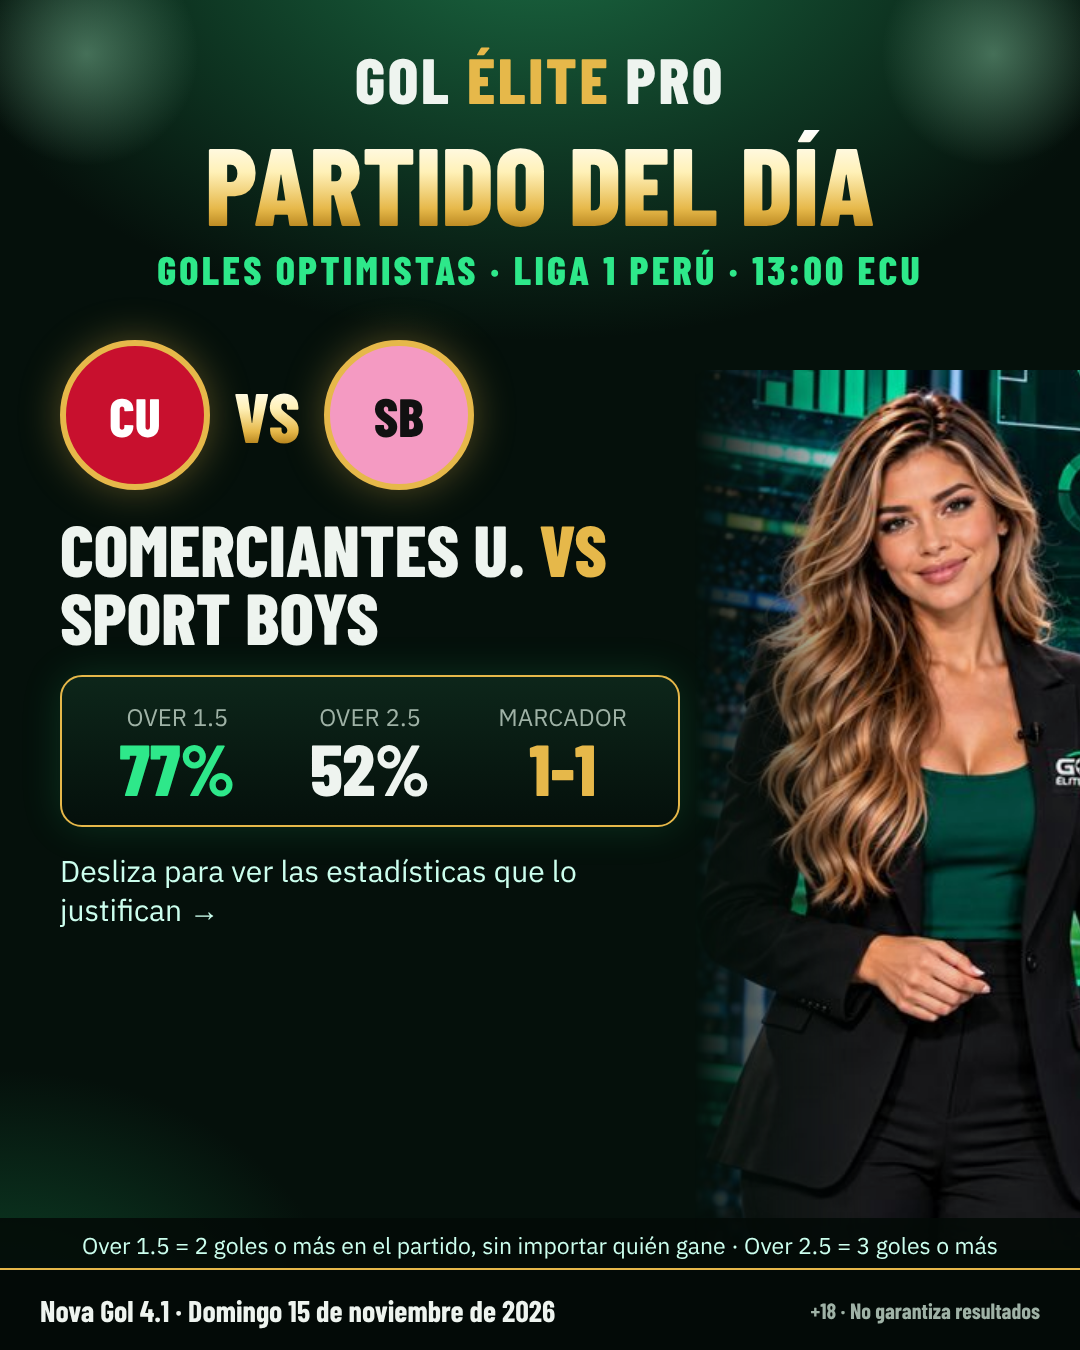 GOL ÉLITE PRO
PARTIDO DEL DÍA
GOLES OPTIMISTAS · LIGA 1 PERÚ · 13:00 ECU
CU VS SB
COMERCIANTES U. VS
SPORT BOYS
OVER 1.5 OVER 2.5 MARCADOR
77% 52% 1-1
Desliza para ver las estadísticas que lo
justifican →
Over 1.5 = 2 goles o más en el partido, sin importar quién gane · Over 2.5 = 3 goles o más
Nova Gol 4.1 · Domingo 15 de noviembre de 2026
+18 · No garantiza resultados